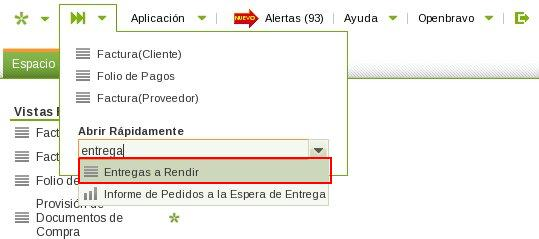 Aplicación
NUEVO
Alertas (93)
Ayuda
Openbravo
Factura(Cliente)
Folio de Pagos
Factura(Proveedor)
Espacio
Abrir Rápidamente
entrega
Entregas a Rendir
Informe de Pedidos a la Espera de Entrega
Vistas
Fact
Fact
Folio de
Provisión de
Documentos de
Compra